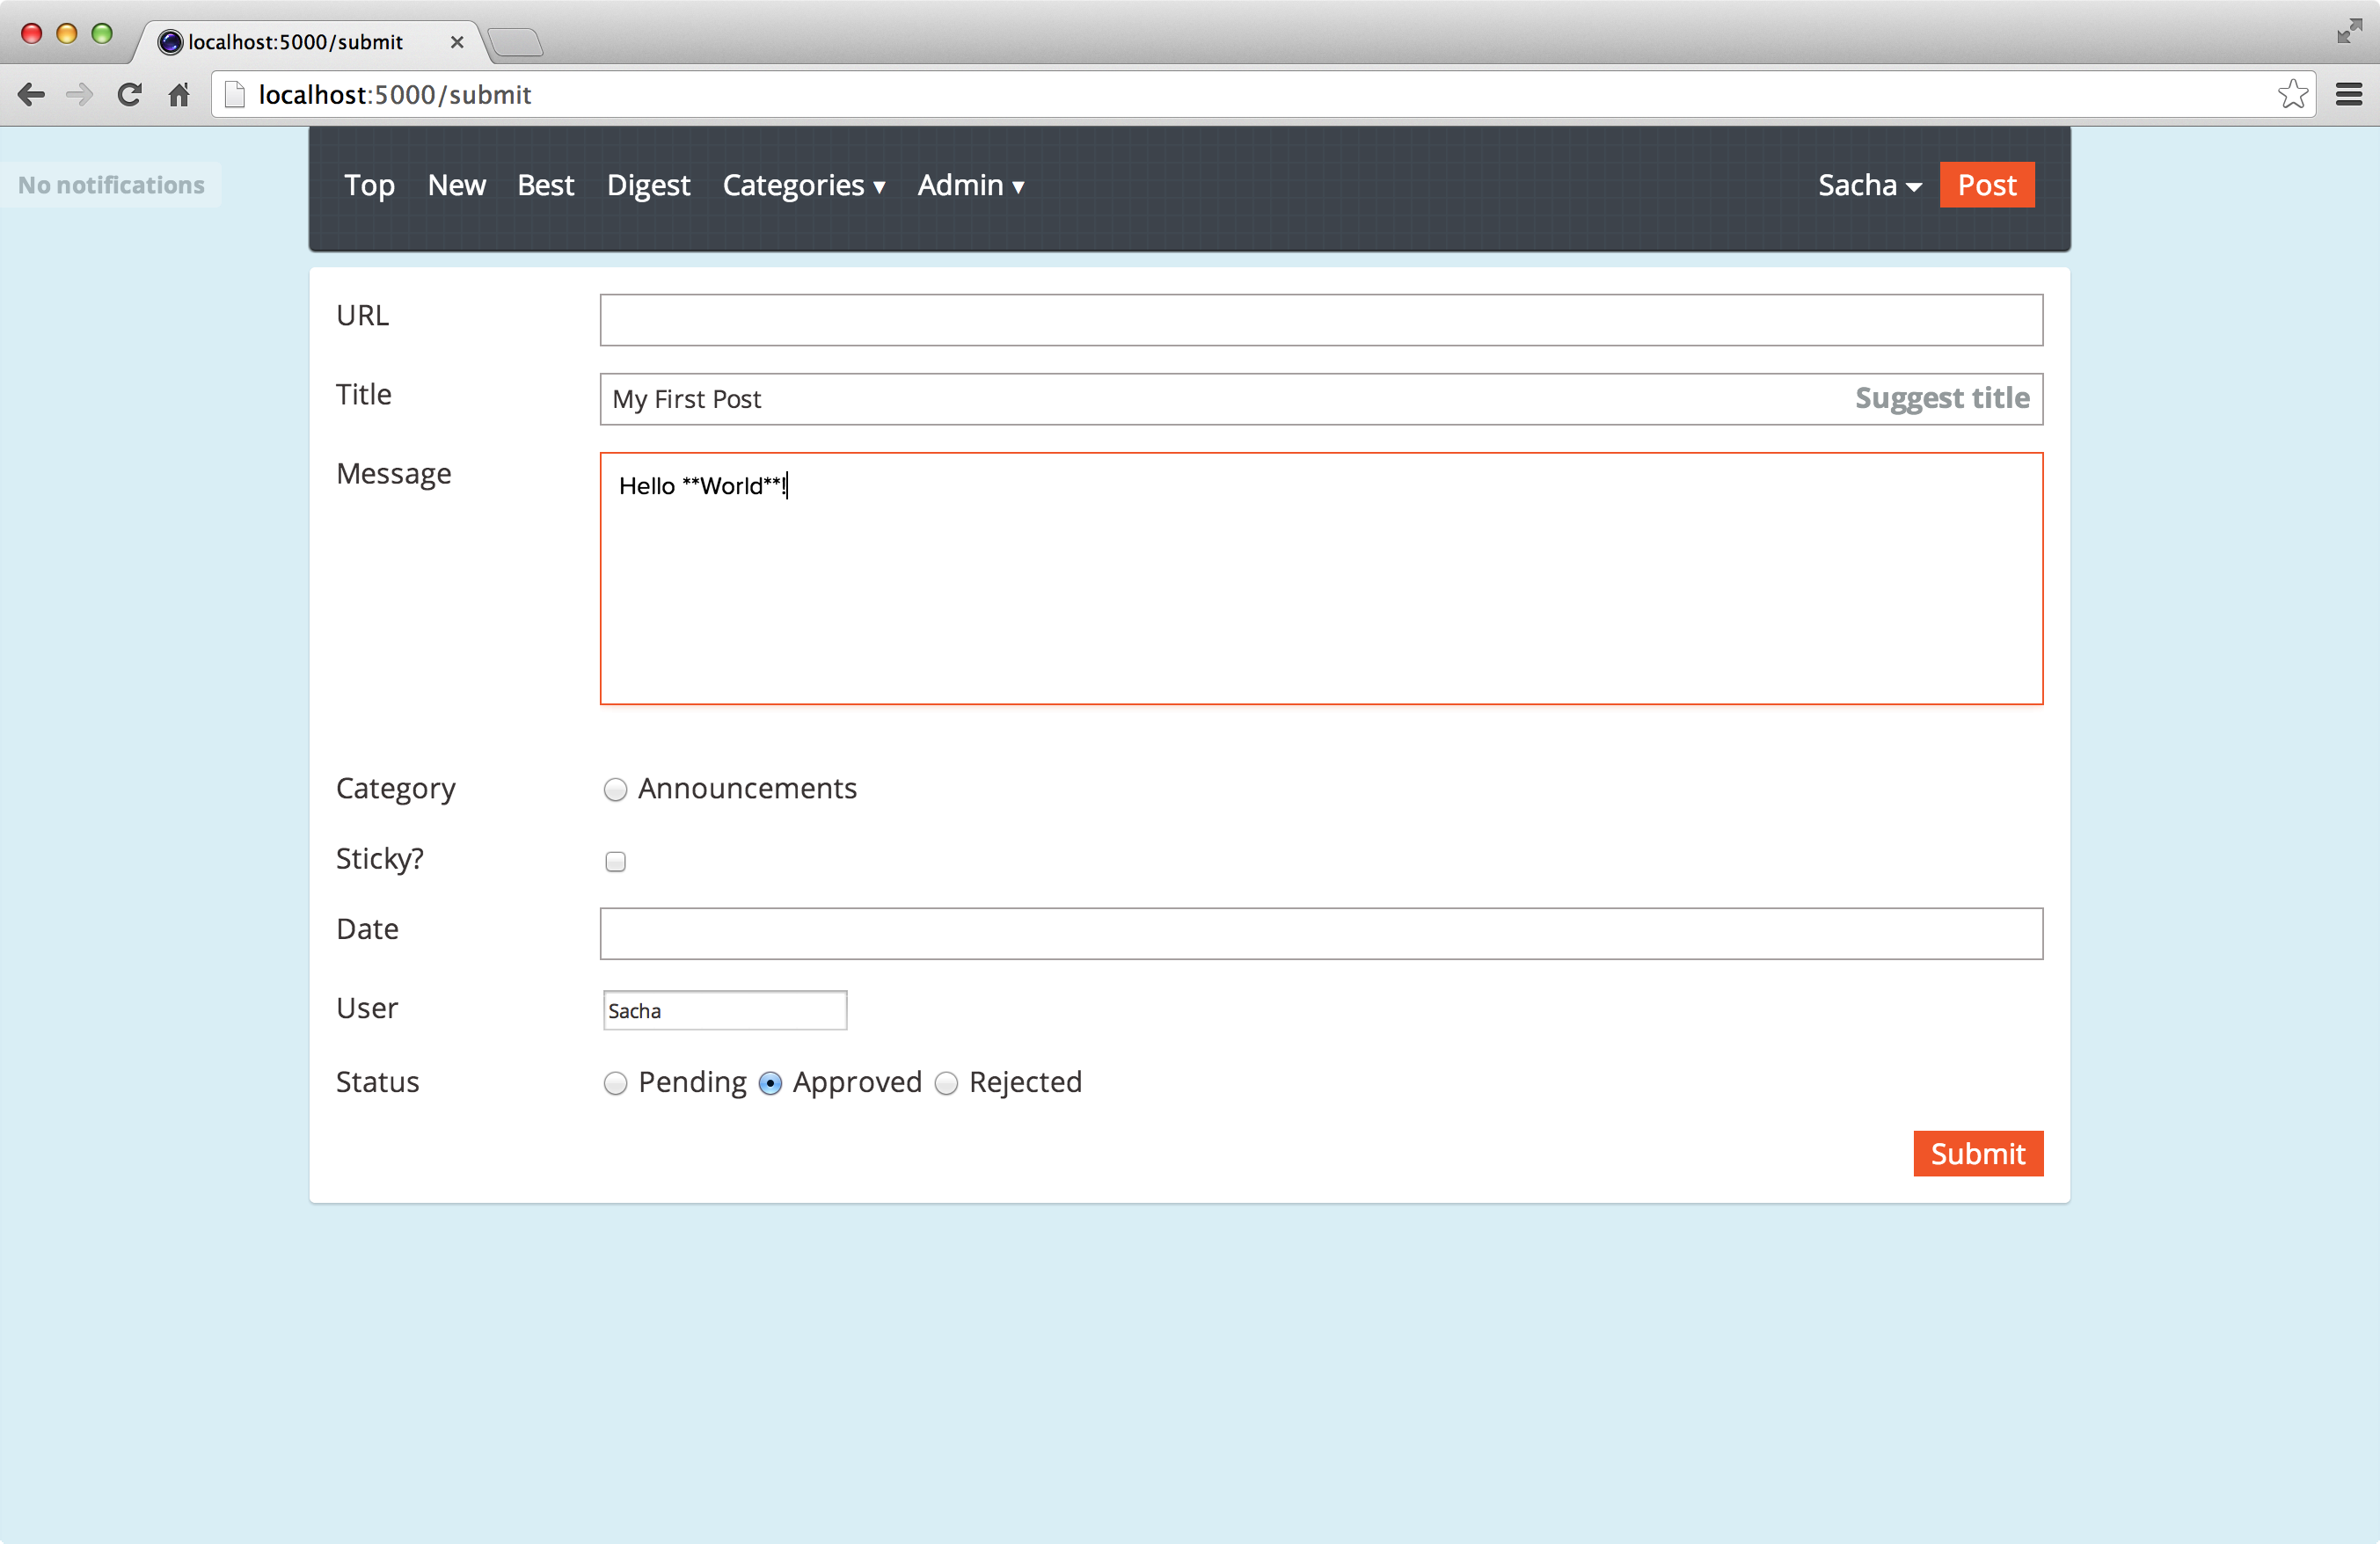 localhost:5000/submit
localhost:5000/submit
No notifications
Top New Best Digest Categories ▾ Admin ▾ Sacha Post
URL
Title My First Post Suggest title
Message Hello **World**!
Category Announcements
Sticky?
Date
User Sacha
Status Pending Approved Rejected
Submit